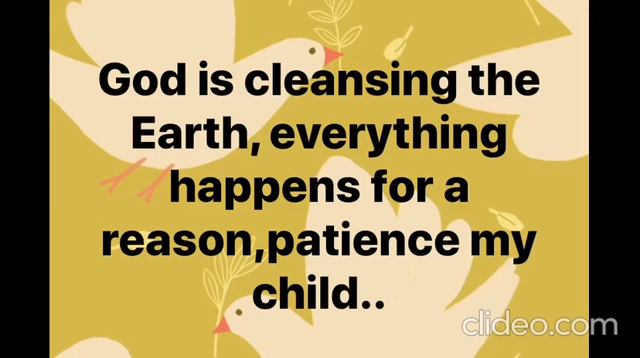 God is cleansing the
Earth, everything
happens for a
reason,patience my
child..
clideo.com